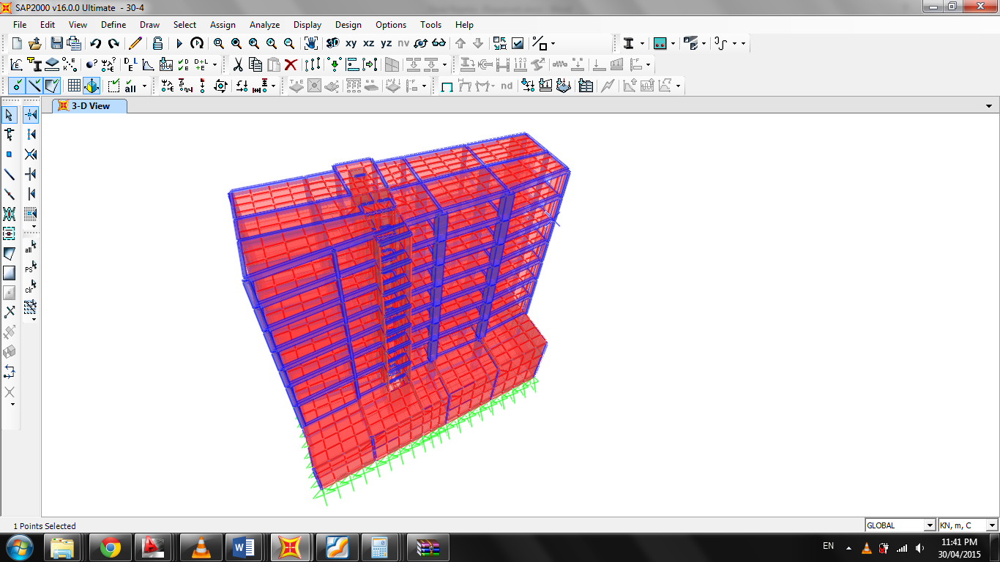 SAP2000 v16.0.0 Ultimate - 30-4
File Edit View Define Draw Select Assign Analyze Display Design Options Tools Help
3D xy xz yz nv
all nd
3-D View
all
PS
clr
1 Points Selected
GLOBAL
KN, m, C
EN
11:41 PM
30/04/2015